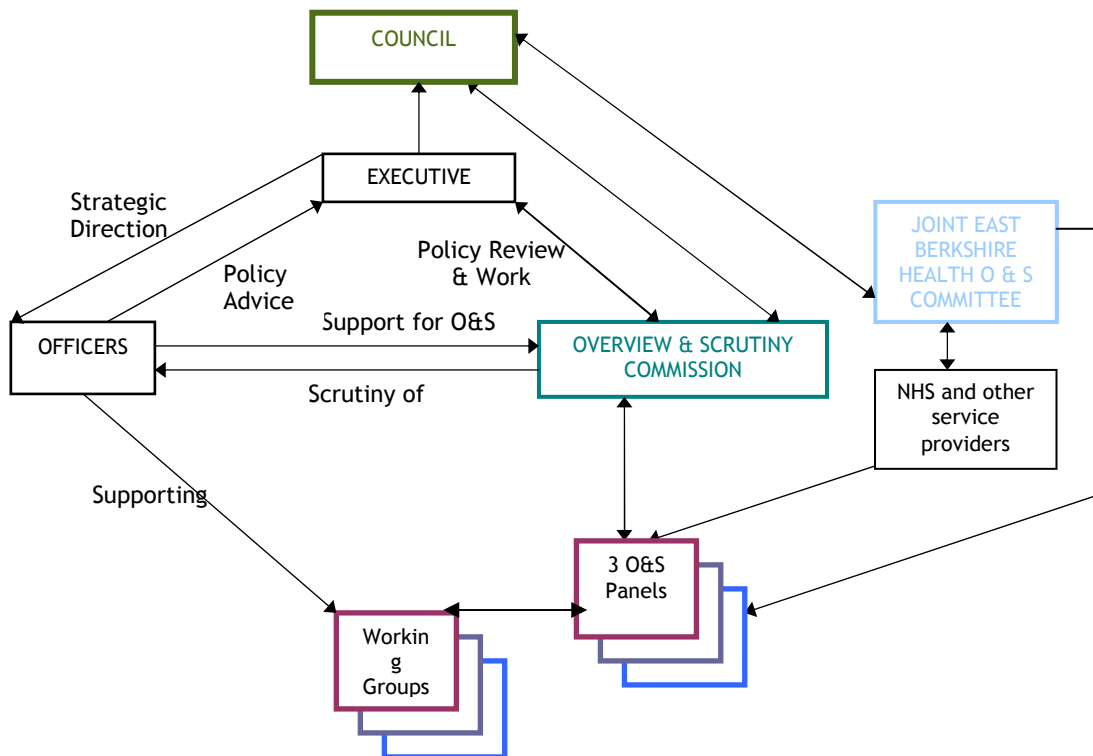 COUNCIL
EXECUTIVE
Strategic
Direction
Policy
Advice
Policy Review
& Work
JOINT EAST
BERKSHIRE
HEALTH O & S
COMMITTEE
OFFICERS
Support for O&S
Scrutiny of
OVERVIEW & SCRUTINY
COMMISSION
NHS and other
service
providers
Supporting
3 O&S
Panels
Workin
g
Groups